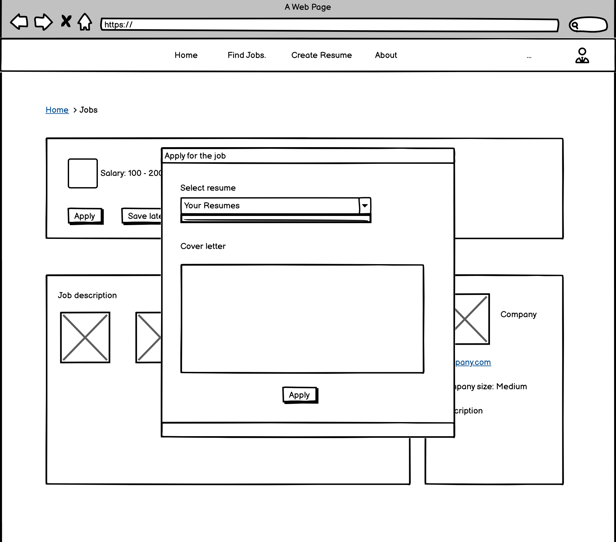 A Web Page
https://
Home Find Jobs. Create Resume About ...
Home > Jobs
Apply for the job
Salary: 100 - 200
Select resume
Your Resumes
Apply Save late
Cover letter
Job description
Company
pany.com
pany size: Medium
Apply
cription